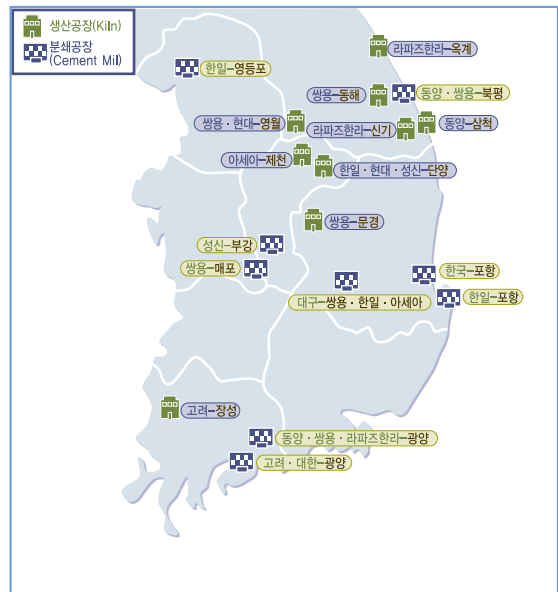 생산공장(Kiln)
분쇄공장
(Cement Mil)
라파즈한라-옥계
한일-영등포
쌍용-동해
동양·쌍용-북평
쌍용·현대-영월
라파즈한라-신기
동양-삼척
아세아-제천
한일·현대·성신-단양
쌍용-문경
성신-부강
쌍용-매포
한국-포항
대구-쌍용·한일·아세아
한일-포항
고려-장성
동양·쌍용·라파즈한라-광양
고려·대한-광양